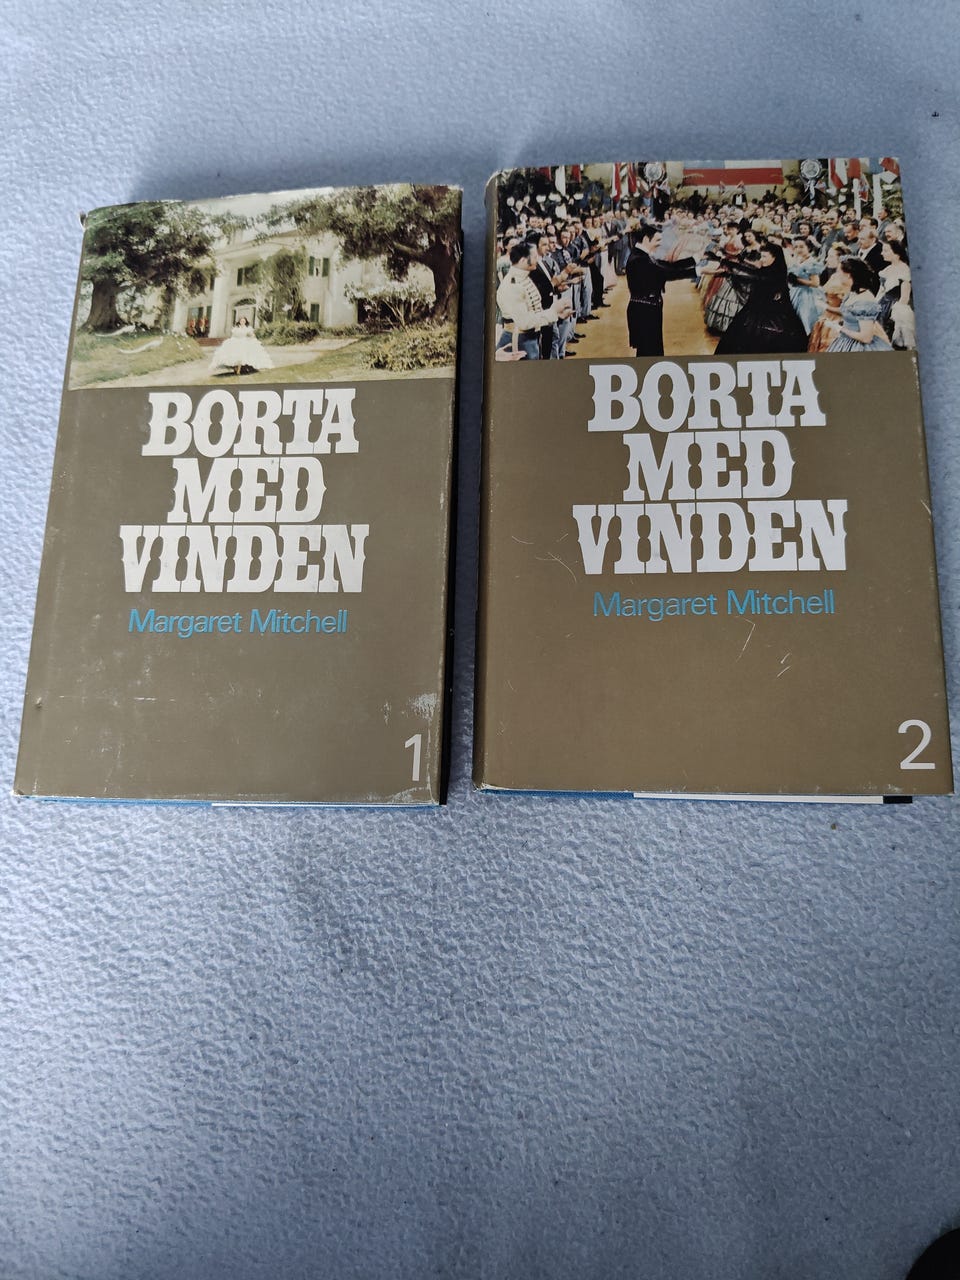 BORTA
MED
VINDEN
Margaret Mitchell
1
BORTA
MED
VINDEN
Margaret Mitchell
2